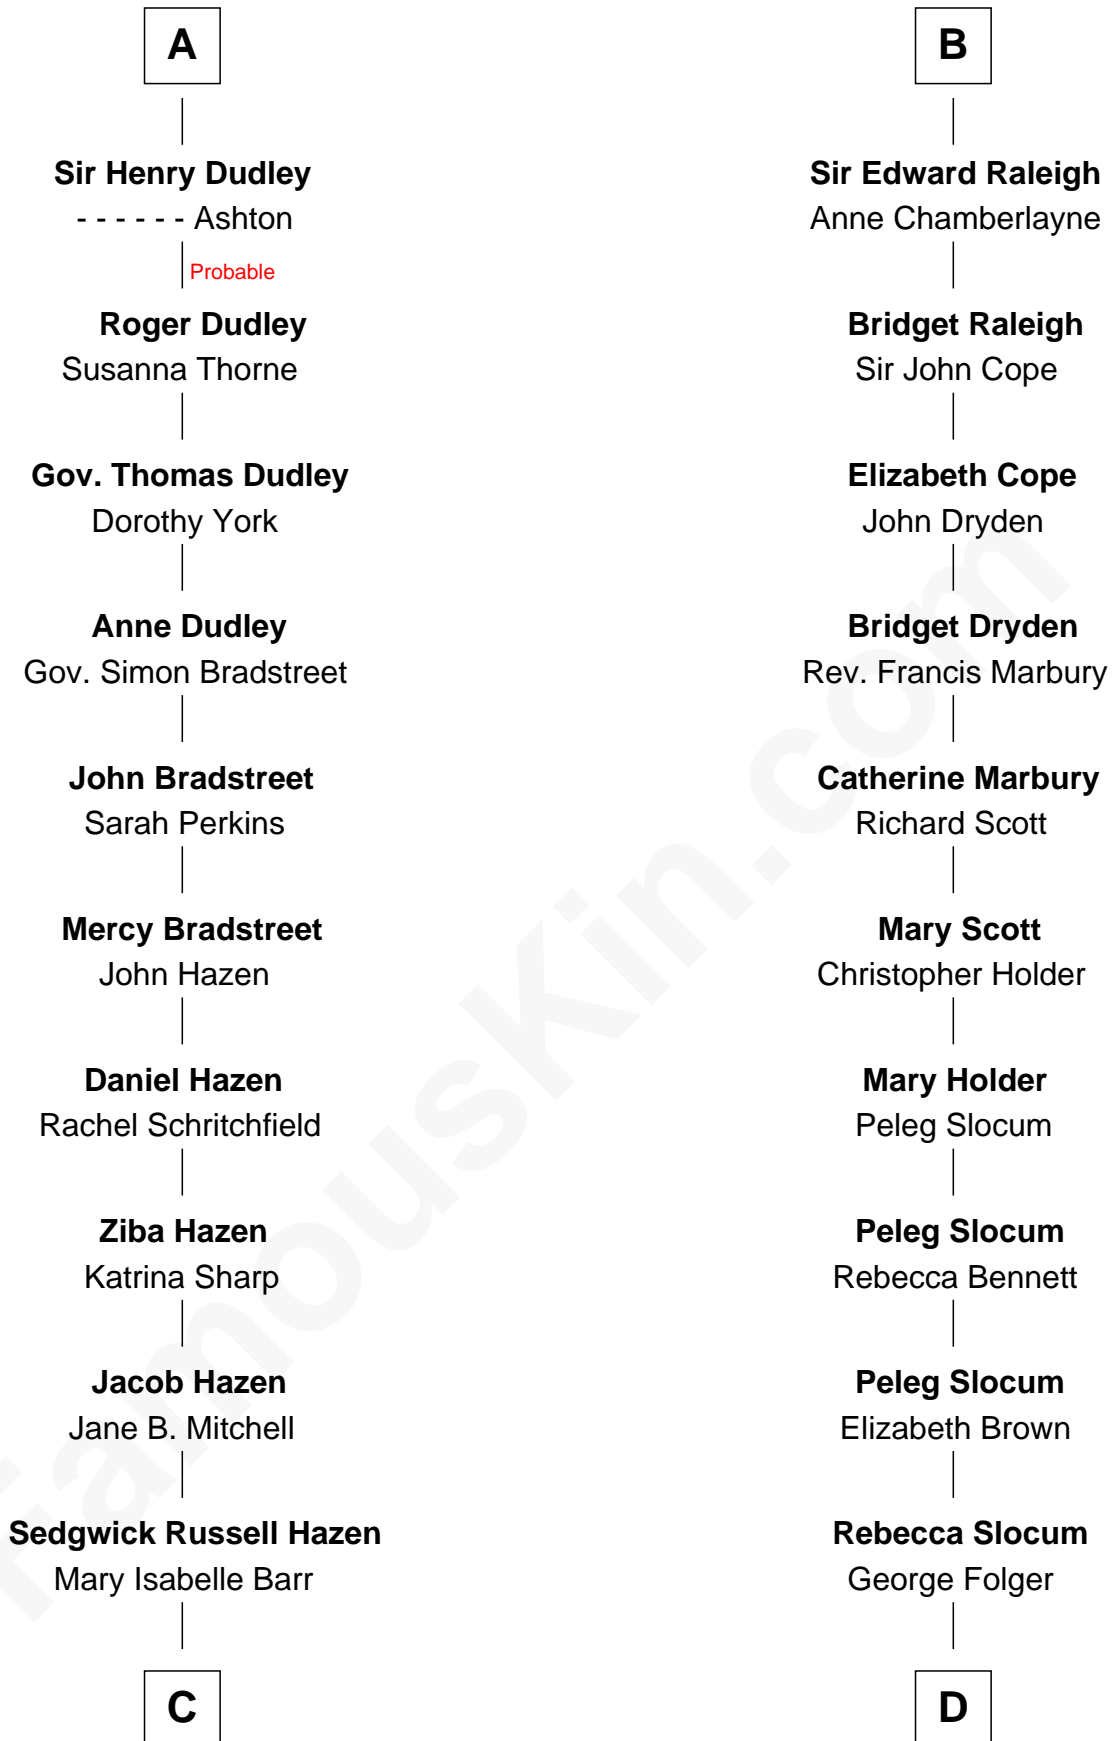 A
Sir Henry Dudley
- - - - - - Ashton
Probable
Roger Dudley
Susanna Thorne
Gov. Thomas Dudley
Dorothy York
Anne Dudley
Gov. Simon Bradstreet
John Bradstreet
Sarah Perkins
Mercy Bradstreet
John Hazen
Daniel Hazen
Rachel Schritchfield
Ziba Hazen
Katrina Sharp
Jacob Hazen
Jane B. Mitchell
Sedgwick Russell Hazen
Mary Isabelle Barr
C
B
Sir Edward Raleigh
Anne Chamberlayne
Bridget Raleigh
Sir John Cope
Elizabeth Cope
John Dryden
Bridget Dryden
Rev. Francis Marbury
Catherine Marbury
Richard Scott
Mary Scott
Christopher Holder
Mary Holder
Peleg Slocum
Peleg Slocum
Rebecca Bennett
Peleg Slocum
Elizabeth Brown
Rebecca Slocum
George Folger
D
FamousKin.com